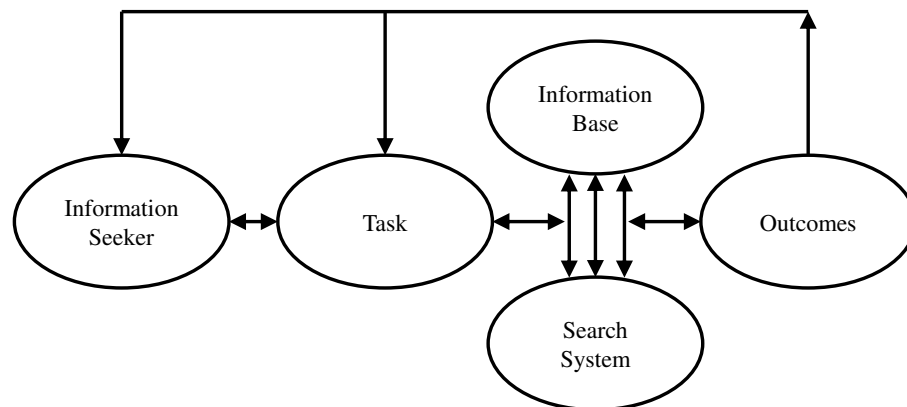 Information
Base
Information
Seeker
Task
Outcomes
Search
System